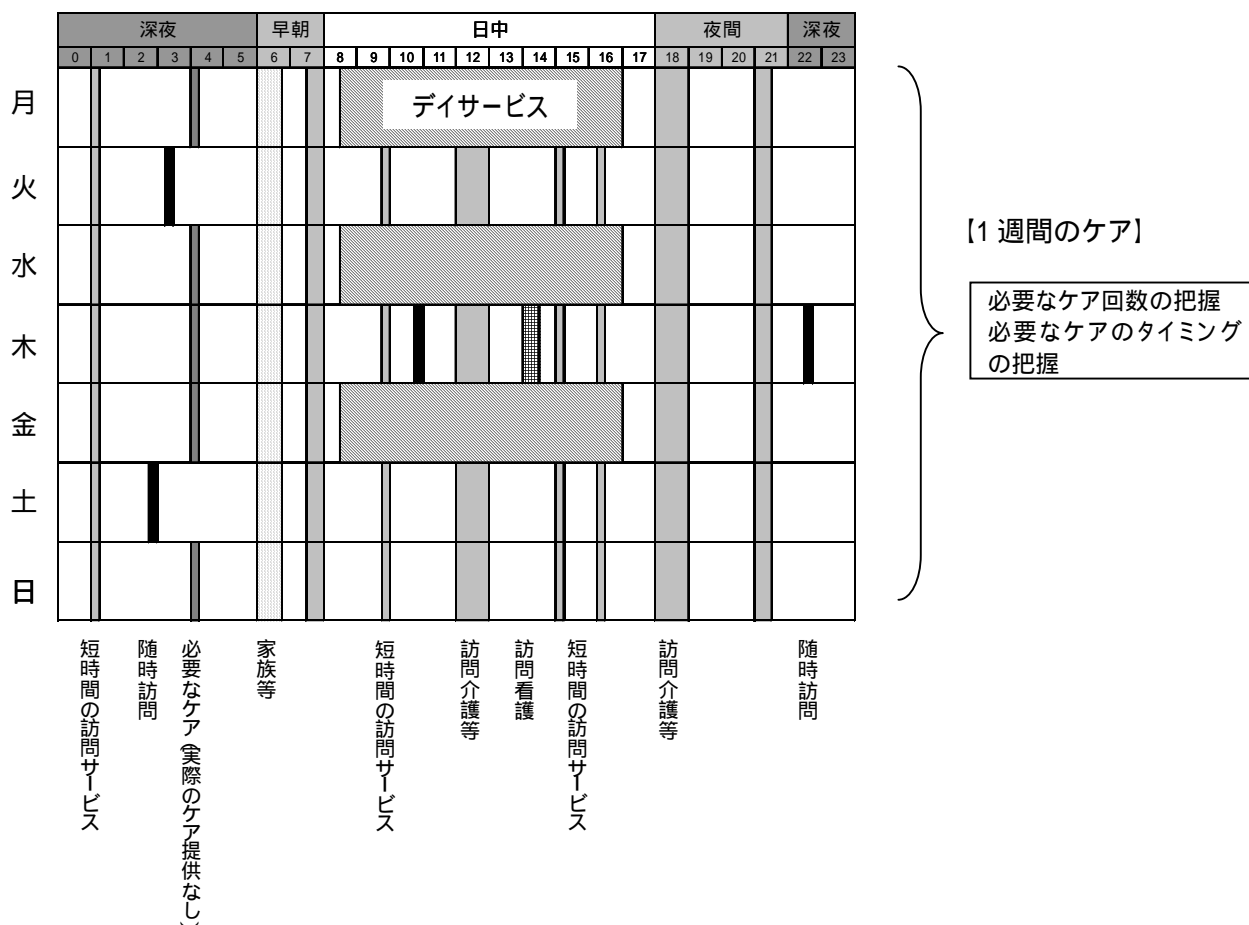 深夜 早朝 日中 夜間 深夜
0 1 2 3 4 5 6 7 8 9 10 11 12 13 14 15 16 17 18 19 20 21 22 23
月
デイサービス
火
水
木
金
土
日
【1週間のケア】
必要なケア回数の把握
必要なケアのタイミング
の把握
短時間の訪問サービス
随時訪問
必要なケア(実際のケア提供なし)
家族等
短時間の訪問サービス
訪問介護等
訪問看護
短時間の訪問サービス
訪問介護等
随時訪問